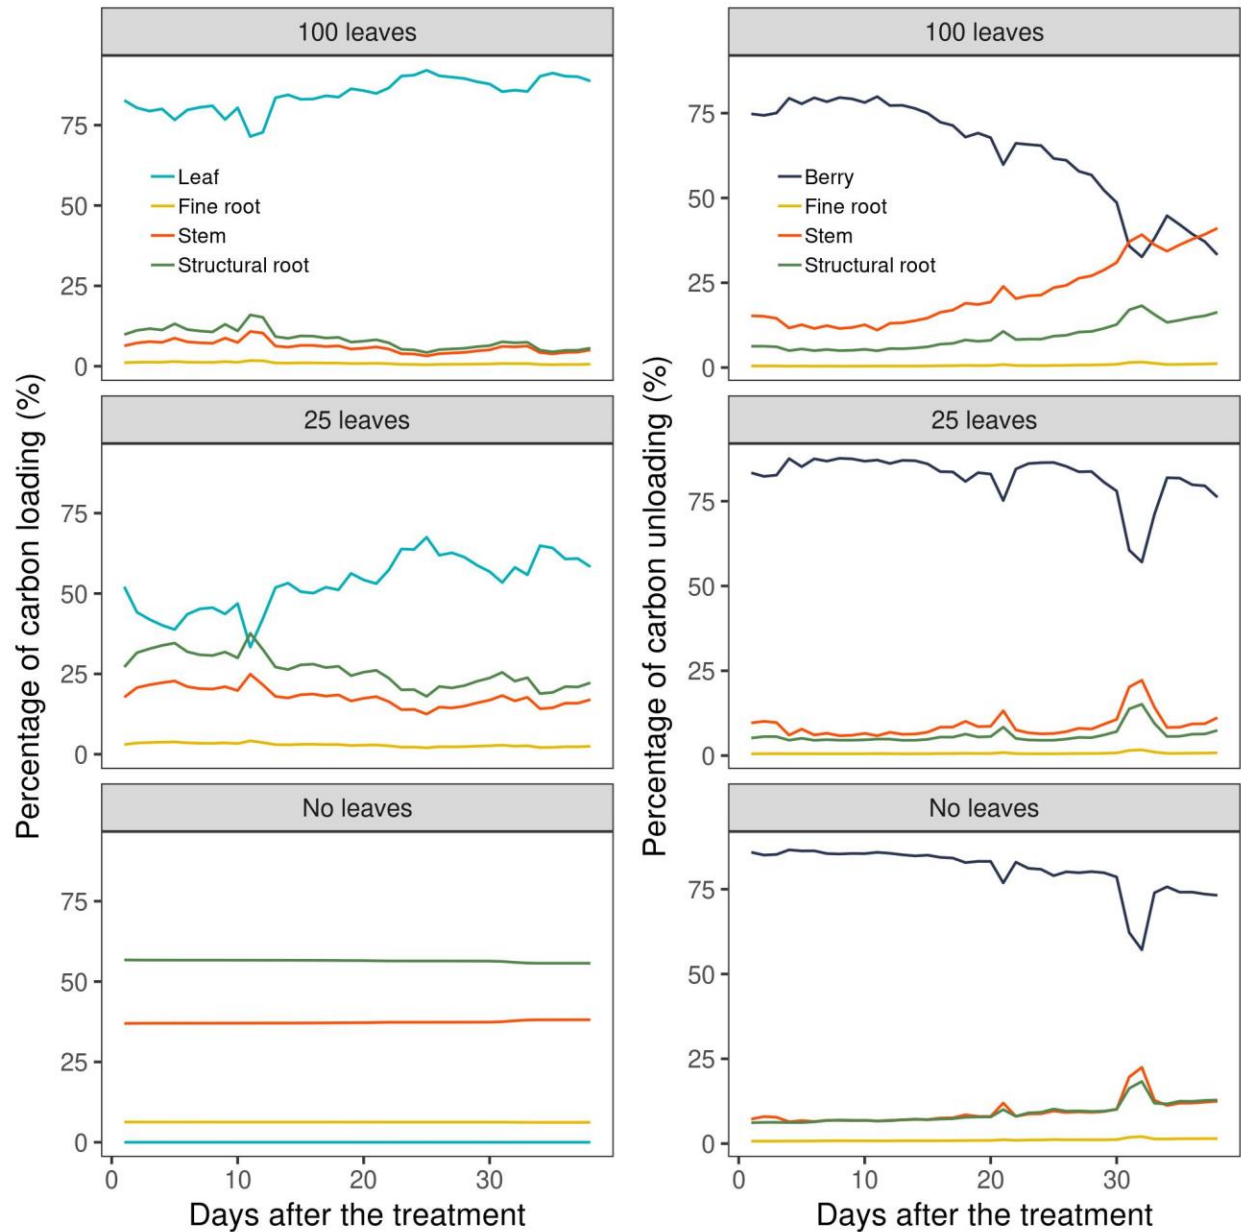 100 leaves
75
50
25
0
Leaf
Fine root
Stem
Structural root
25 leaves
75
50
25
0
No leaves
75
50
25
0
0 10 20 30
Days after the treatment
Percentage of carbon loading (%)
100 leaves
75
50
25
0
Berry
Fine root
Stem
Structural root
25 leaves
75
50
25
0
No leaves
75
50
25
0
0 10 20 30
Days after the treatment
Percentage of carbon unloading (%)